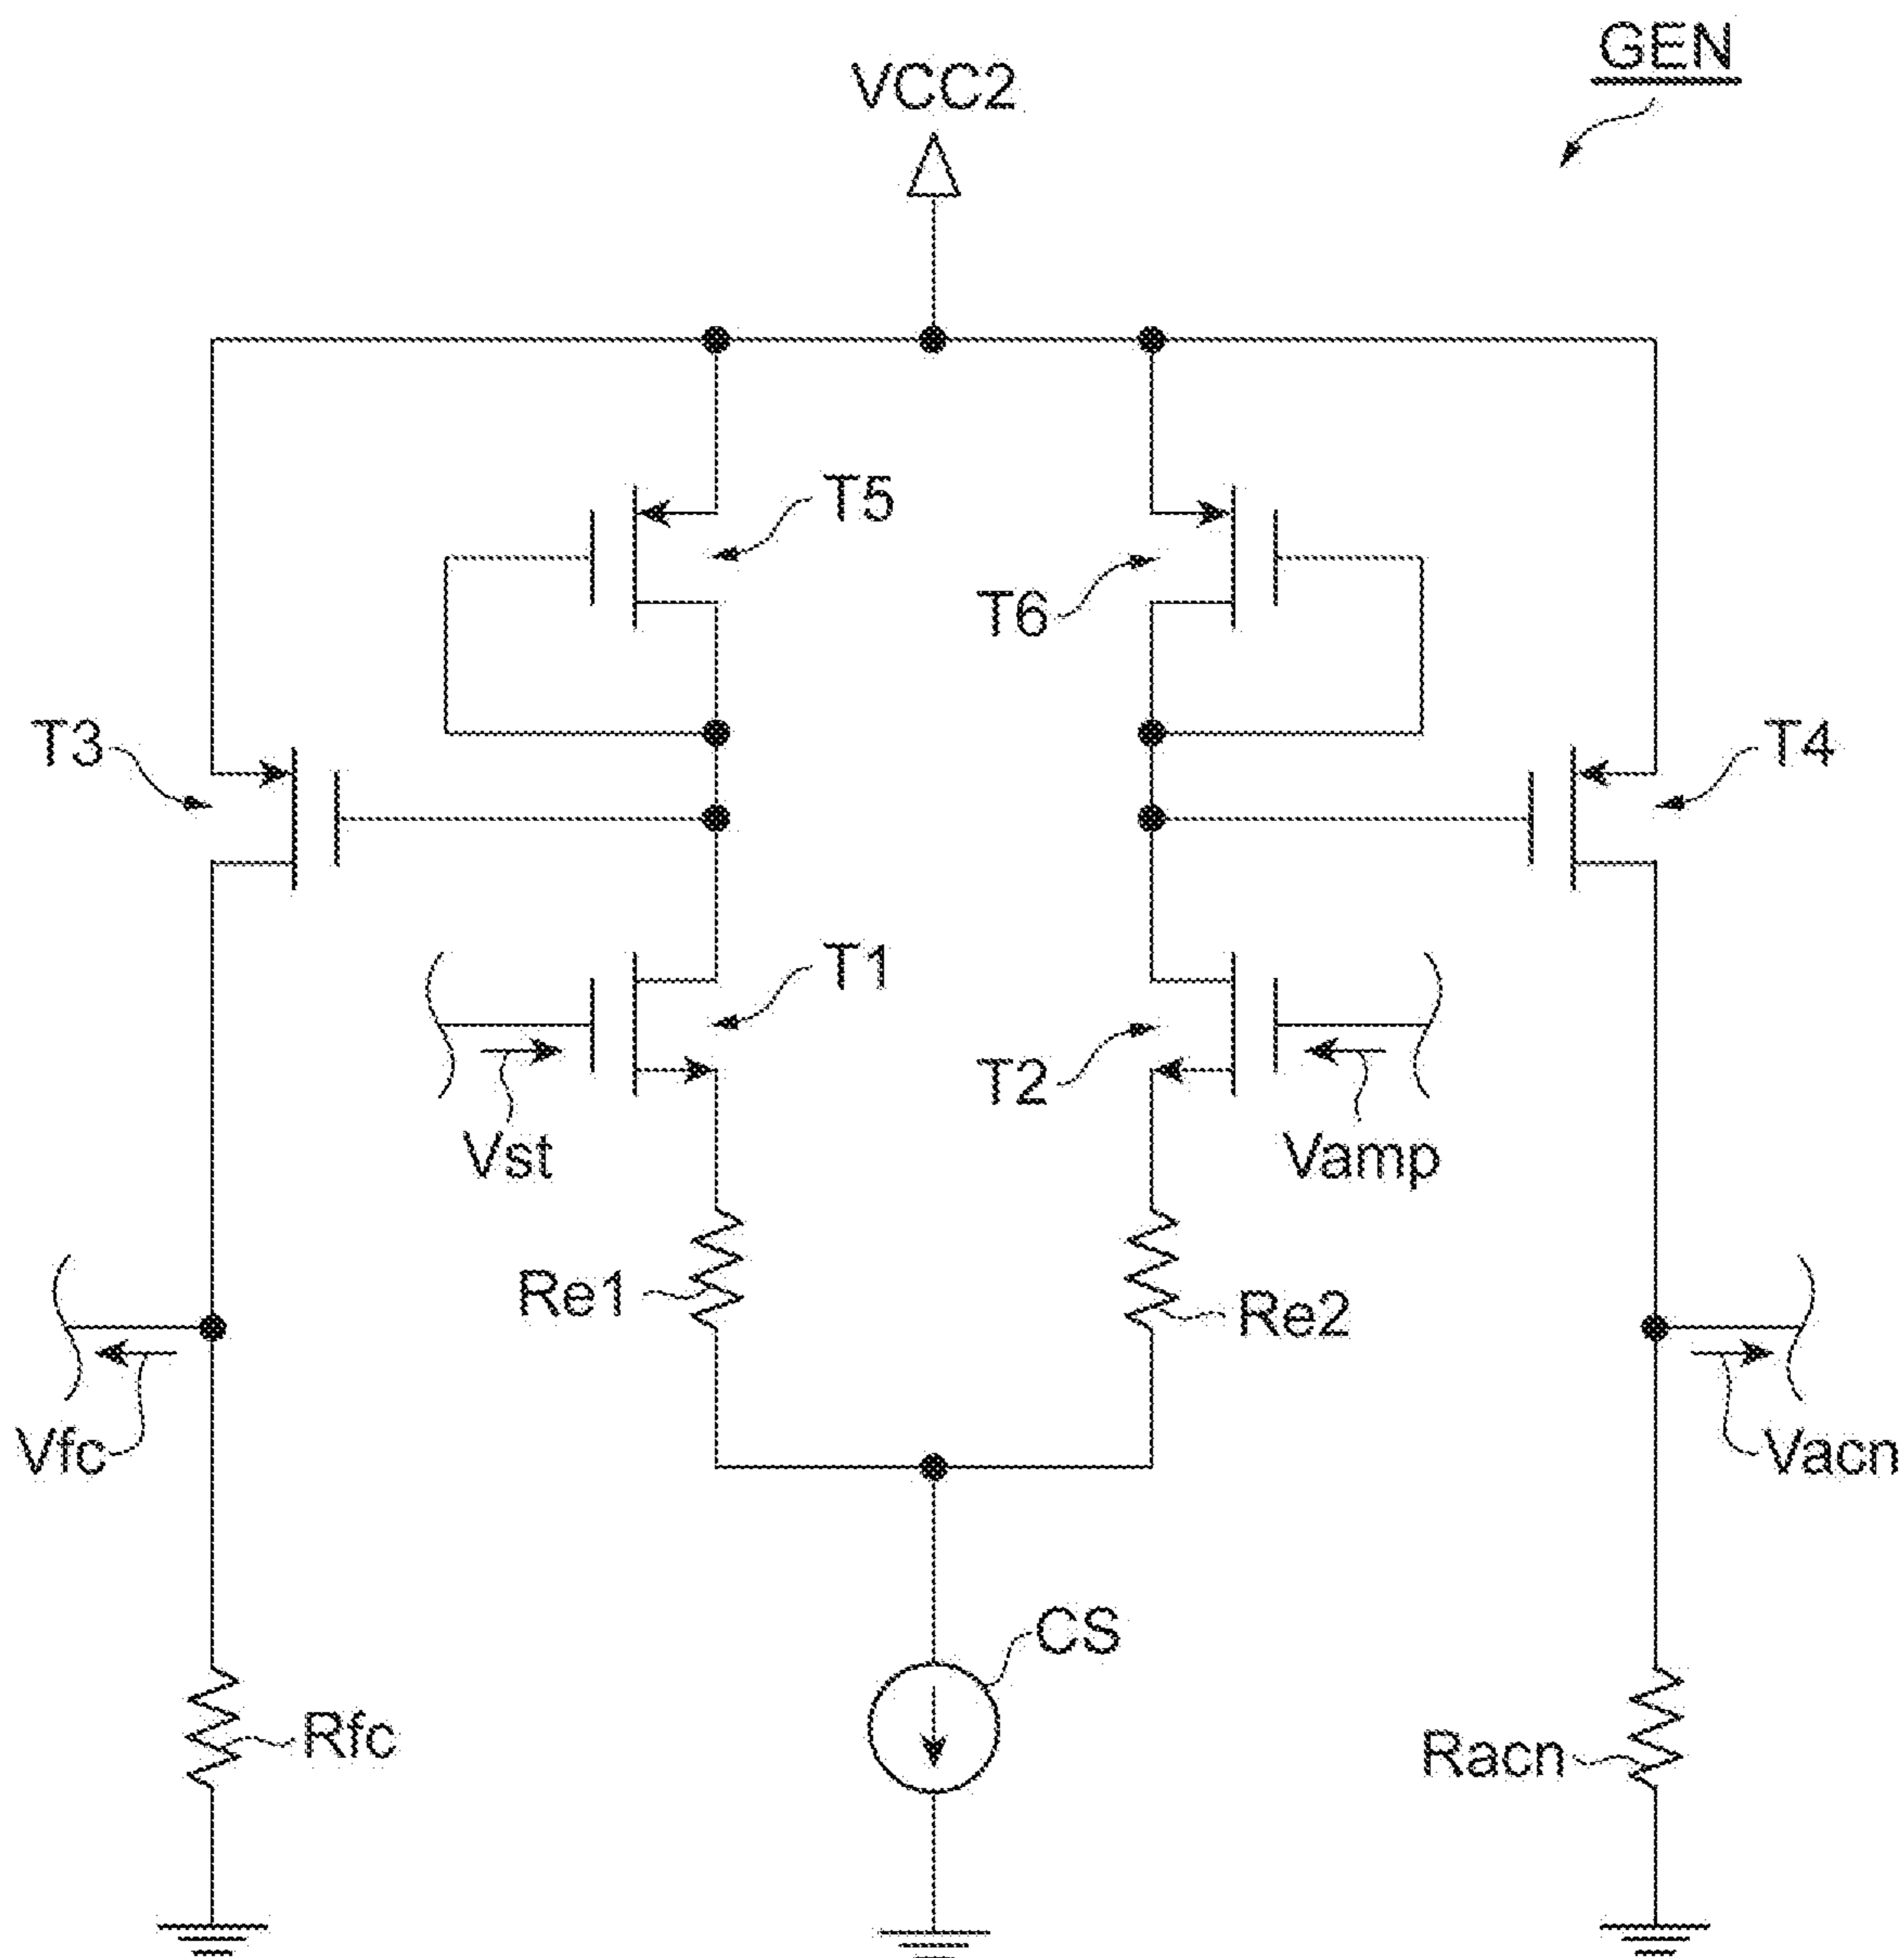 GEN
VCC2
T5
T6
T3
T4
T1
T2
Vst
Vamp
Re1
Re2
Vfc
Vacn
CS
Rfc
Racn